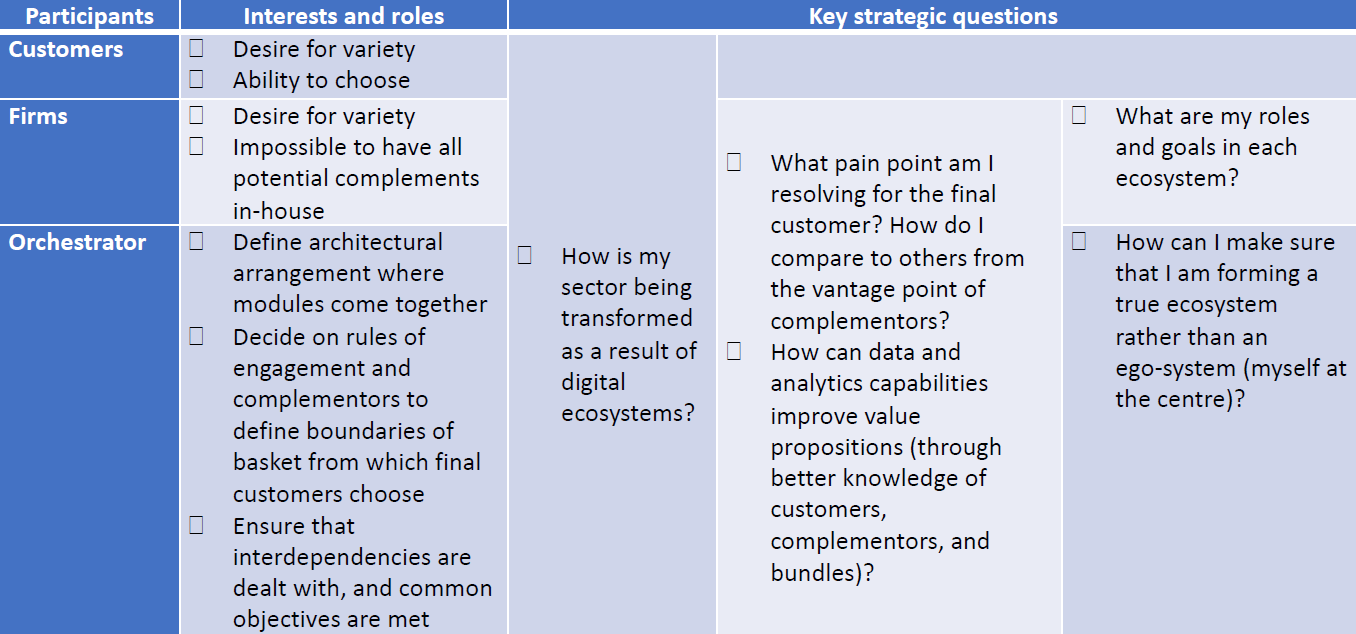 Participants
Interests and roles
Key strategic questions
Customers
Desire for variety
Ability to choose
Firms
Desire for variety
Impossible to have all
potential complements
in-house
Orchestrator
Define architectural
arrangement where
modules come together
Decide on rules of
engagement and
complementors to
define boundaries of
basket from which final
customers choose
Ensure that
interdependencies are
dealt with, and common
objectives are met
How is my
sector being
transformed
as a result of
digital
ecosystems?
What pain point am I
resolving for the final
customer? How do I
compare to others from
the vantage point of
complementors?
How can data and
analytics capabilities
improve value
propositions (through
better knowledge of
customers,
complementors, and
bundles)?
What are my roles
and goals in each
ecosystem?
How can I make sure
that I am forming a
true ecosystem
rather than an
ego-system (myself at
the centre)?